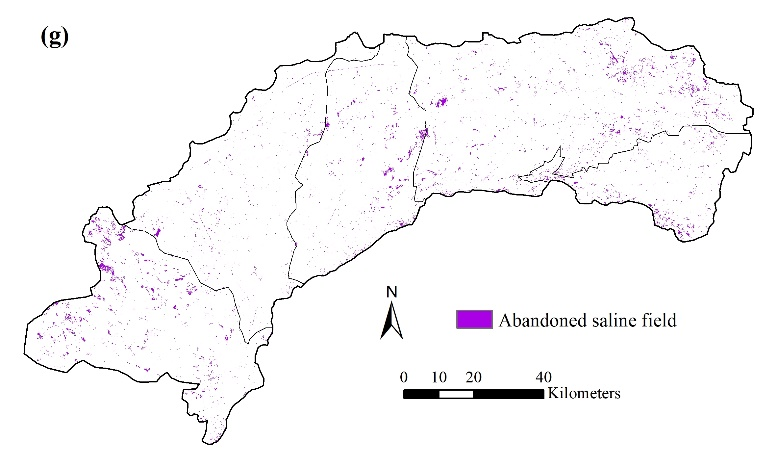 (g)
N
Abandoned saline field
0 10 20 40
Kilometers